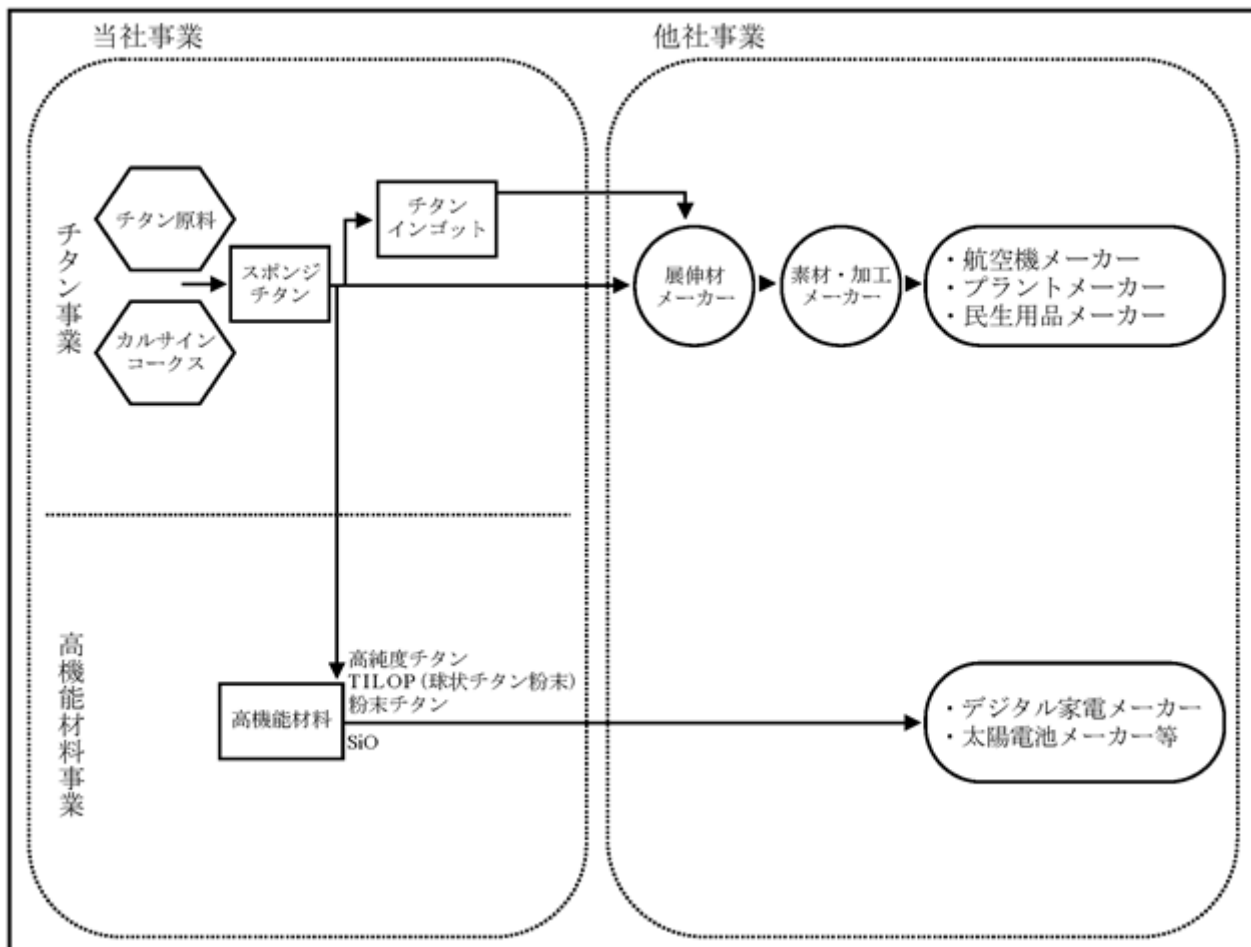 当社事業
他社事業
チタン事業
チタン原料
カルサイン
コークス
スポンジ
チタン
チタン
インゴット
展伸材
メーカー
素材・加工
メーカー
・航空機メーカー
・プラントメーカー
・民生用品メーカー
高機能材料事業
高機能材料
高純度チタン
TILOP(球状チタン粉末)
粉末チタン
SiO
・デジタル家電メーカー
・太陽電池メーカー等